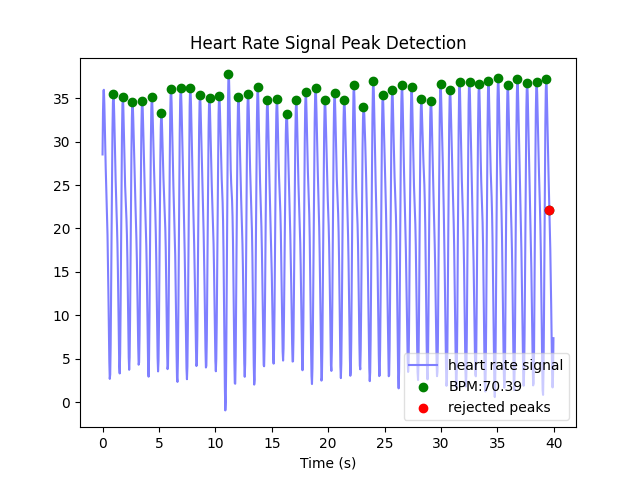 Heart Rate Signal Peak Detection
35
30
25
20
15
10
5
0
heart rate signal
BPM:70.39
rejected peaks
0 5 10 15 20 25 30 35 40
Time (s)